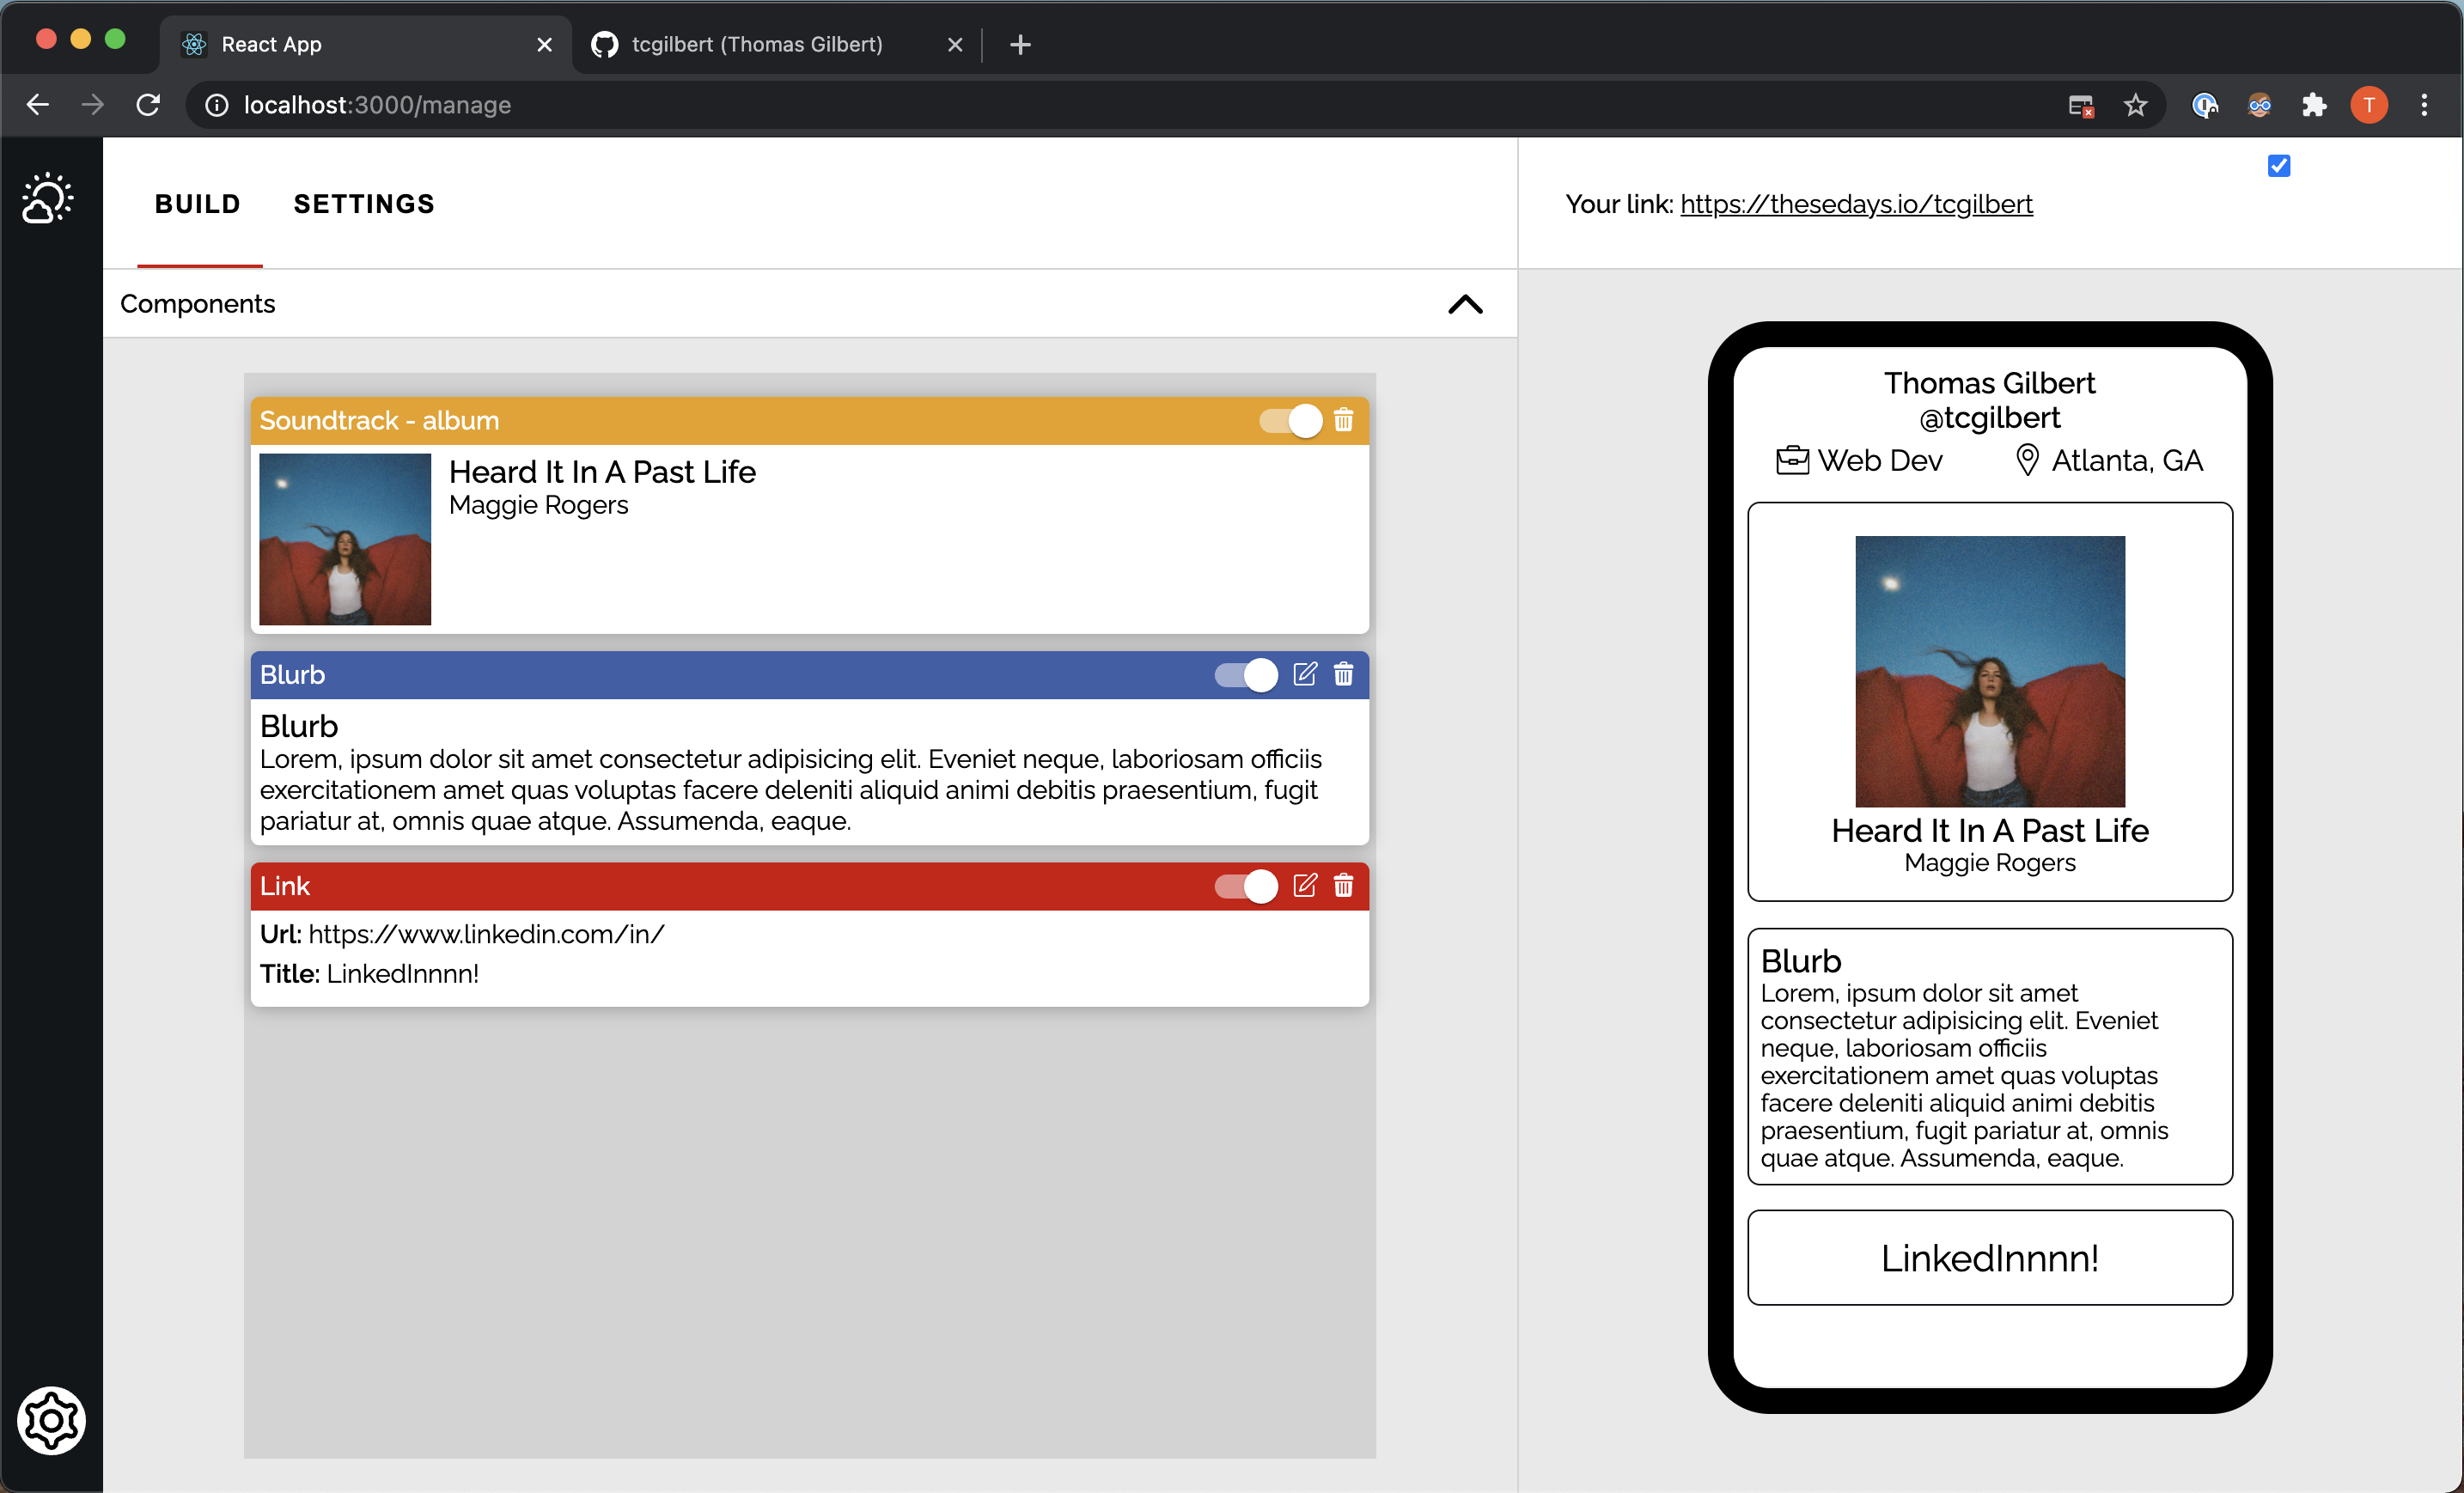 React App
tcgilbert (Thomas Gilbert)
localhost:3000/manage
T
BUILD
SETTINGS
Your link: https://thesedays.io/tcgilbert
Components
Soundtrack - album
Heard It In A Past Life
Maggie Rogers
Blurb
Blurb
Lorem, ipsum dolor sit amet consectetur adipisicing elit. Eveniet neque, laboriosam officiis
exercitationem amet quas voluptas facere deleniti aliquid animi debitis praesentium, fugit
pariatur at, omnis quae atque. Assumenda, eaque.
Link
Url: https://www.linkedin.com/in/
Title: LinkedInnnn!
Thomas Gilbert
@tcgilbert
Web Dev
Atlanta, GA
Heard It In A Past Life
Maggie Rogers
Blurb
Lorem, ipsum dolor sit amet
consectetur adipisicing elit. Eveniet
neque, laboriosam officiis
exercitationem amet quas voluptas
facere deleniti aliquid animi debitis
praesentium, fugit pariatur at, omnis
quae atque. Assumenda, eaque.
LinkedInnnn!